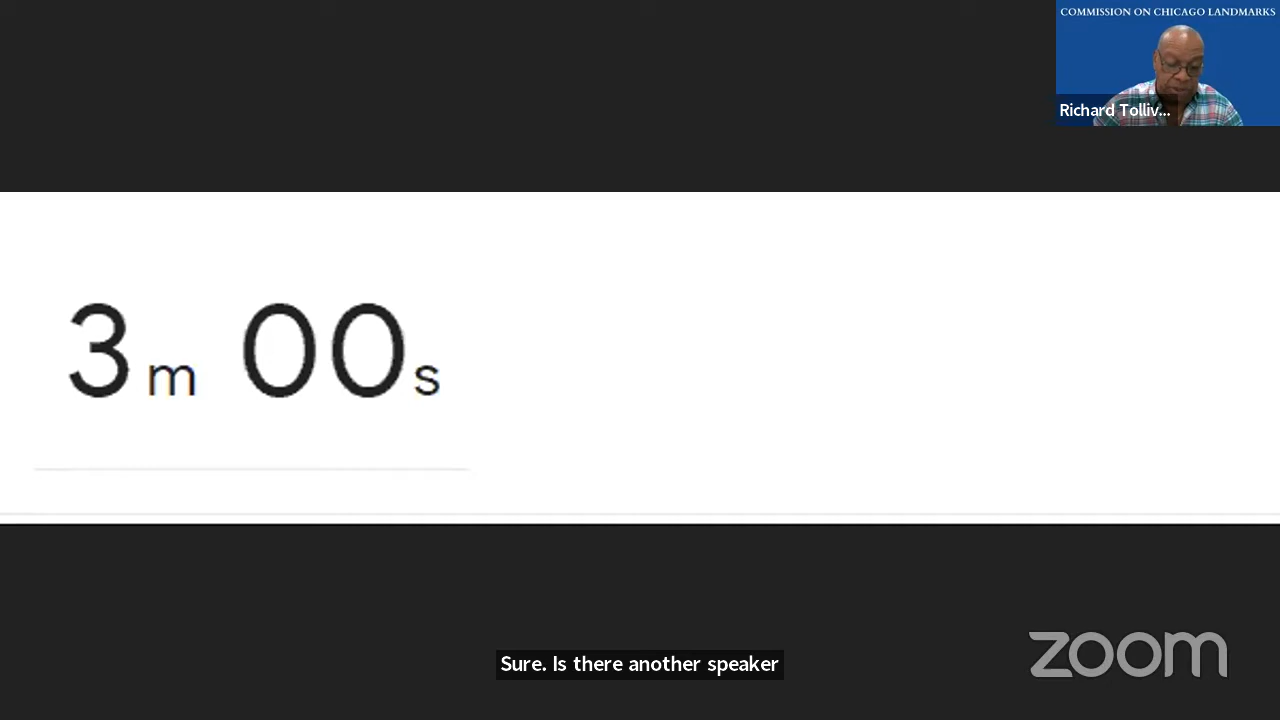 COMMISSION ON CHICAGO LANDMARKS
Richard Tolliv...
3m 00s
Sure. Is there another speaker
zoom